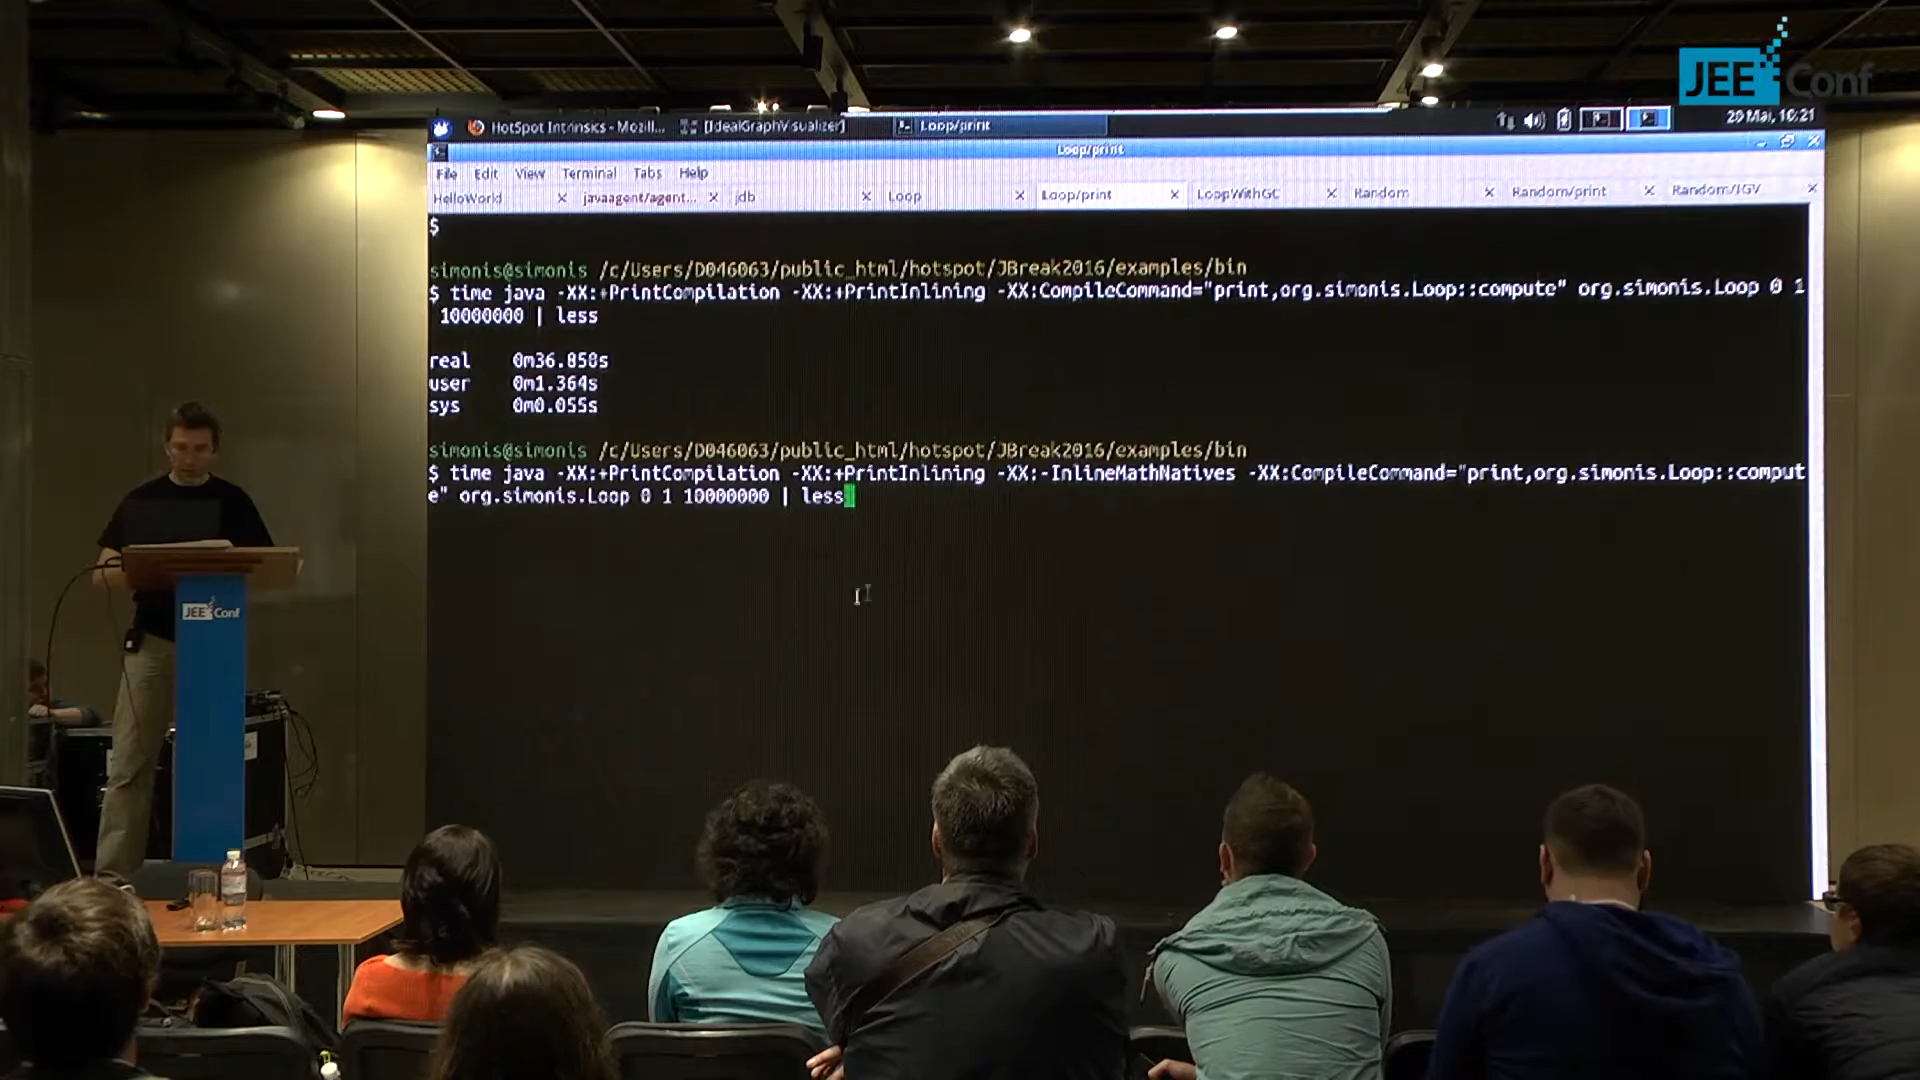 JEE Conf
HotSpot Intrinsics - Mozill... [IdealGraphVisualizer] Loop/print 20 Mai, 10:21
Loop/print
File Edit View Terminal Tabs Help
HelloWorld javaagent/agent... jdb Loop Loop/print LoopWithGC Random Random/print Random/IGV
$
simonis@simonis /c/Users/D046063/public_html/hotspot/JBreak2016/examples/bin
$ time java -XX:+PrintCompilation -XX:+PrintInlining -XX:CompileCommand="print,org.simonis.Loop::compute" org.simonis.Loop 0 1
10000000 | less
real 0m36.858s
user 0m1.364s
sys 0m0.055s
simonis@simonis /c/Users/D046063/public_html/hotspot/JBreak2016/examples/bin
$ time java -XX:+PrintCompilation -XX:+PrintInlining -XX:-InlineMathNatives -XX:CompileCommand="print,org.simonis.Loop::comput
e" org.simonis.Loop 0 1 10000000 | less
JEE Conf